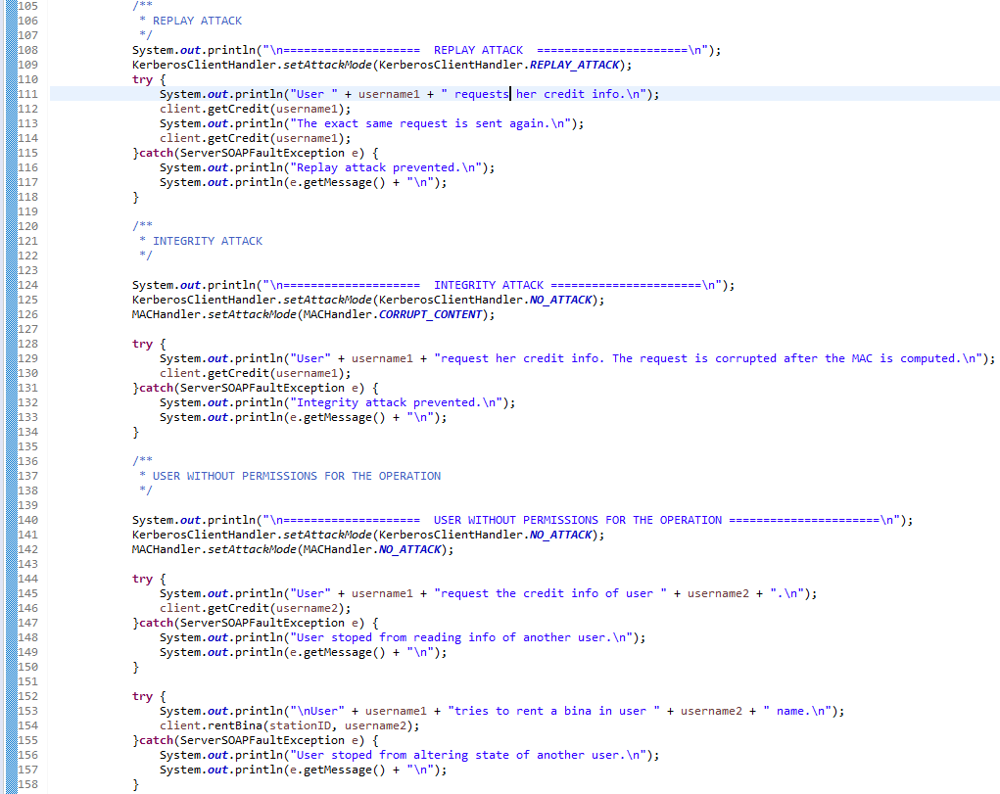 105 /**
106 * REPLAY ATTACK
107 */
108 System.out.println("\n==================== REPLAY ATTACK ======================\n");
109 KerberosClientHandler.setAttackMode(KerberosClientHandler.REPLAY_ATTACK);
110 try {
111 System.out.println("User " + username1 + " requests her credit info.\n");
112 client.getCredit(username1);
113 System.out.println("The exact same request is sent again.\n");
114 client.getCredit(username1);
115 }catch(ServerSOAPFaultException e) {
116 System.out.println("Replay attack prevented.\n");
117 System.out.println(e.getMessage() + "\n");
118 }
119
120 /**
121 * INTEGRITY ATTACK
122 */
123
124 System.out.println("\n==================== INTEGRITY ATTACK ======================\n");
125 KerberosClientHandler.setAttackMode(KerberosClientHandler.NO_ATTACK);
126 MACHandler.setAttackMode(MACHandler.CORRUPT_CONTENT);
127
128 try {
129 System.out.println("User" + username1 + "request her credit info. The request is corrupted after the MAC is computed.\n");
130 client.getCredit(username1);
131 }catch(ServerSOAPFaultException e) {
132 System.out.println("Integrity attack prevented.\n");
133 System.out.println(e.getMessage() + "\n");
134 }
135
136 /**
137 * USER WITHOUT PERMISSIONS FOR THE OPERATION
138 */
139
140 System.out.println("\n==================== USER WITHOUT PERMISSIONS FOR THE OPERATION ======================\n");
141 KerberosClientHandler.setAttackMode(KerberosClientHandler.NO_ATTACK);
142 MACHandler.setAttackMode(MACHandler.NO_ATTACK);
143
144 try {
145 System.out.println("User" + username1 + "request the credit info of user " + username2 + ".\n");
146 client.getCredit(username2);
147 }catch(ServerSOAPFaultException e) {
148 System.out.println("User stoped from reading info of another user.\n");
149 System.out.println(e.getMessage() + "\n");
150 }
151
152 try {
153 System.out.println("\nUser" + username1 + "tries to rent a bina in user " + username2 + " name.\n");
154 client.rentBina(stationID, username2);
155 }catch(ServerSOAPFaultException e) {
156 System.out.println("User stoped from altering state of another user.\n");
157 System.out.println(e.getMessage() + "\n");
158 }